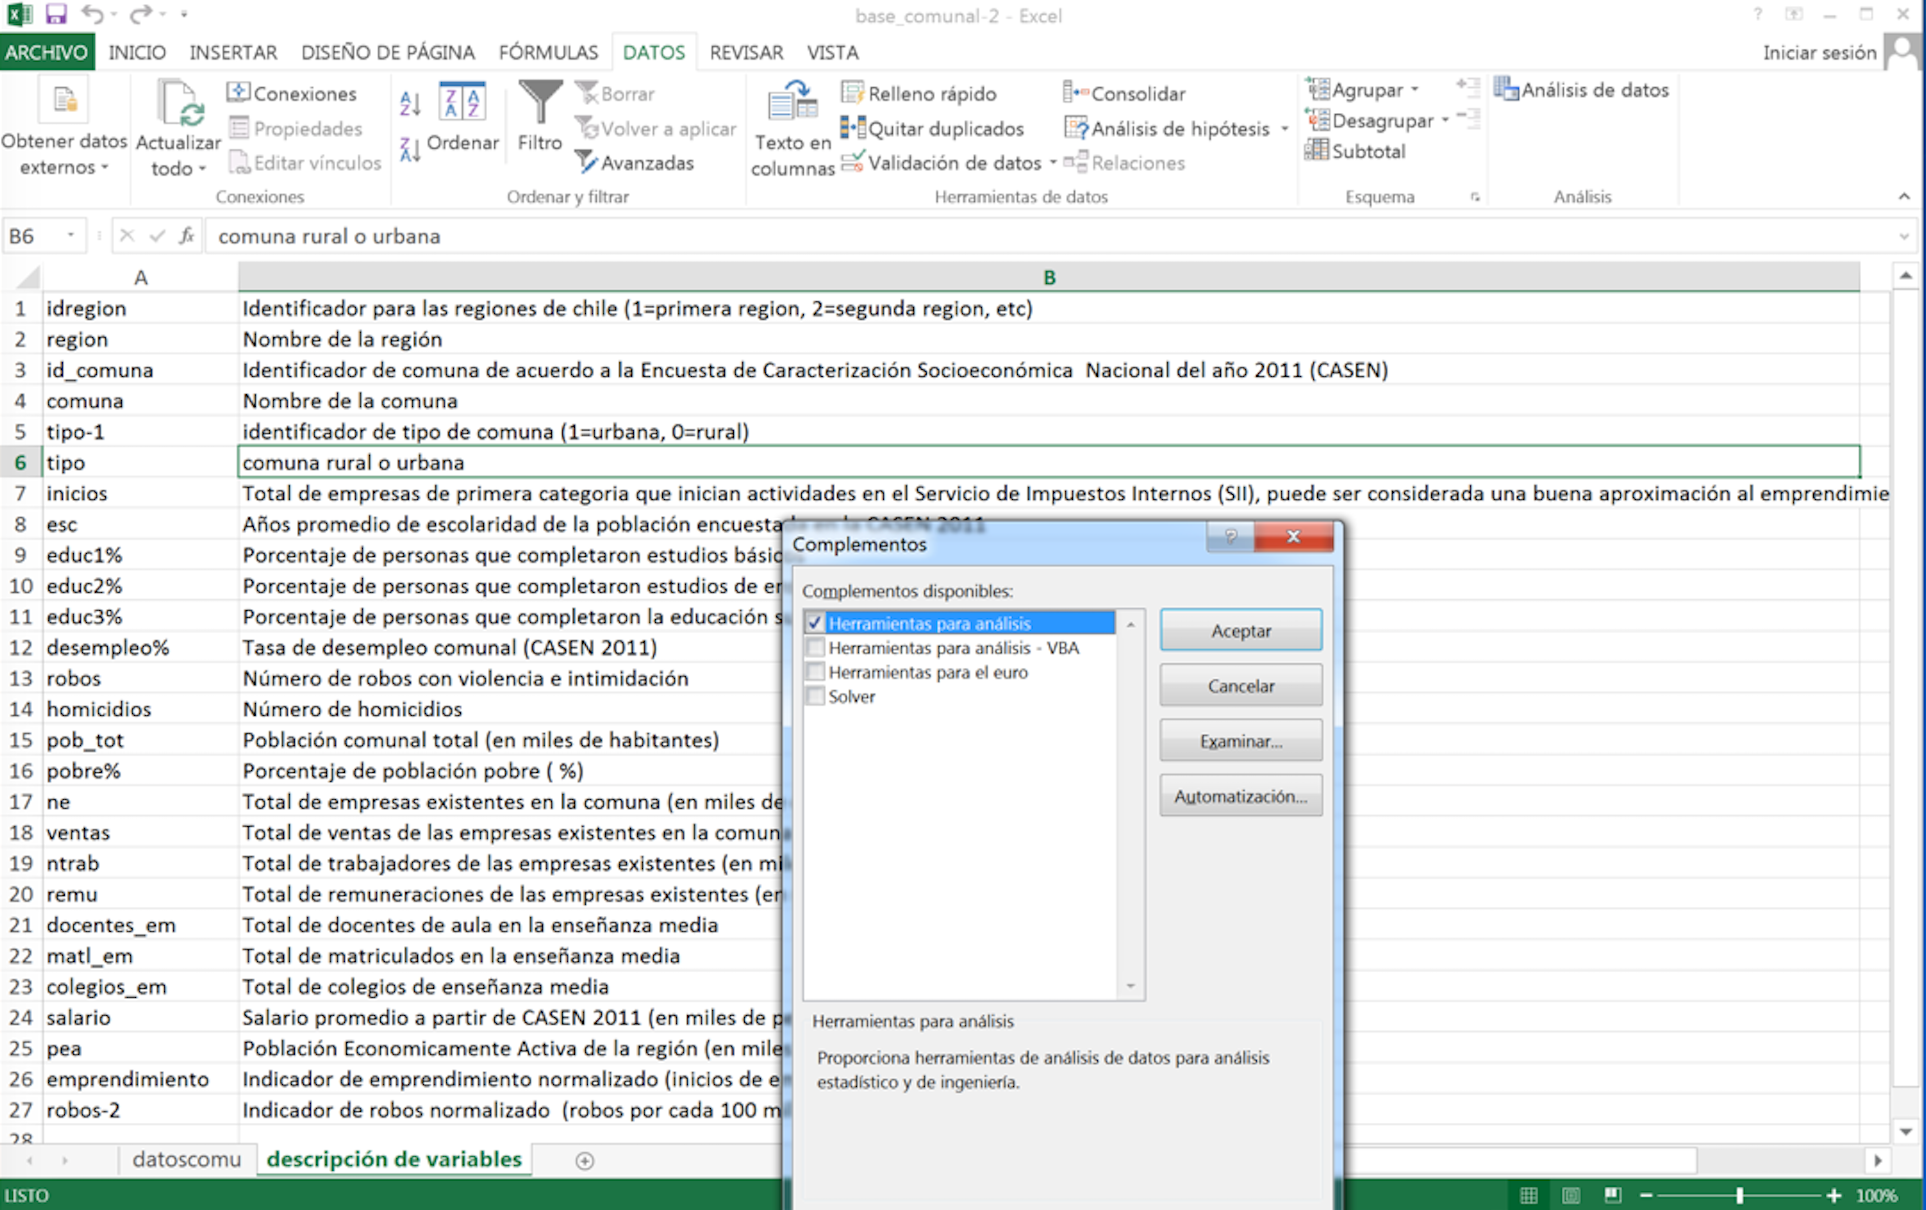 base_comunal-2 - Excel
ARCHIVO INICIO INSERTAR DISEÑO DE PÁGINA FÓRMULAS DATOS REVISAR VISTA Iniciar sesión
Obtener datos externos
Actualizar todo
Conexiones
Propiedades
Editar vínculos
Conexiones
Ordenar
Filtro
Borrar
Volver a aplicar
Avanzadas
Ordenar y filtrar
Texto en columnas
Relleno rápido
Quitar duplicados
Validación de datos
Consolidar
Análisis de hipótesis
Relaciones
Herramientas de datos
Agrupar
Desagrupar
Subtotal
Esquema
Análisis de datos
Análisis
B6 fx comuna rural o urbana
A B
1 idregion Identificador para las regiones de chile (1=primera region, 2=segunda region, etc)
2 region Nombre de la región
3 id_comuna Identificador de comuna de acuerdo a la Encuesta de Caracterización Socioeconómica Nacional del año 2011 (CASEN)
4 comuna Nombre de la comuna
5 tipo-1 identificador de tipo de comuna (1=urbana, 0=rural)
6 tipo comuna rural o urbana
7 inicios Total de empresas de primera categoria que inician actividades en el Servicio de Impuestos Internos (SII), puede ser considerada una buena aproximación al emprendimie
8 esc Años promedio de escolaridad de la población encuestada en la CASEN 2011
9 educ1% Porcentaje de personas que completaron estudios básic
10 educ2% Porcentaje de personas que completaron estudios de e
11 educ3% Porcentaje de personas que completaron la educación s
12 desempleo% Tasa de desempleo comunal (CASEN 2011)
13 robos Número de robos con violencia e intimidación
14 homicidios Número de homicidios
15 pob_tot Población comunal total (en miles de habitantes)
16 pobre% Porcentaje de población pobre ( %)
17 ne Total de empresas existentes en la comuna (en miles de
18 ventas Total de ventas de las empresas existentes en la comun
19 ntrab Total de trabajadores de las empresas existentes (en mi
20 remu Total de remuneraciones de las empresas existentes (e
21 docentes_em Total de docentes de aula en la enseñanza media
22 matl_em Total de matriculados en la enseñanza media
23 colegios_em Total de colegios de enseñanza media
24 salario Salario promedio a partir de CASEN 2011 (en miles de p
25 pea Población Economicamente Activa de la región (en mile
26 emprendimiento Indicador de emprendimiento normalizado (inicios de e
27 robos-2 Indicador de robos normalizado (robos por cada 100 m
28
Complementos
Complementos disponibles:
Herramientas para análisis
Herramientas para análisis - VBA
Herramientas para el euro
Solver
Aceptar
Cancelar
Examinar...
Automatización...
Herramientas para análisis
Proporciona herramientas de análisis de datos para análisis
estadístico y de ingeniería.
datoscomu descripción de variables
LISTO 100%